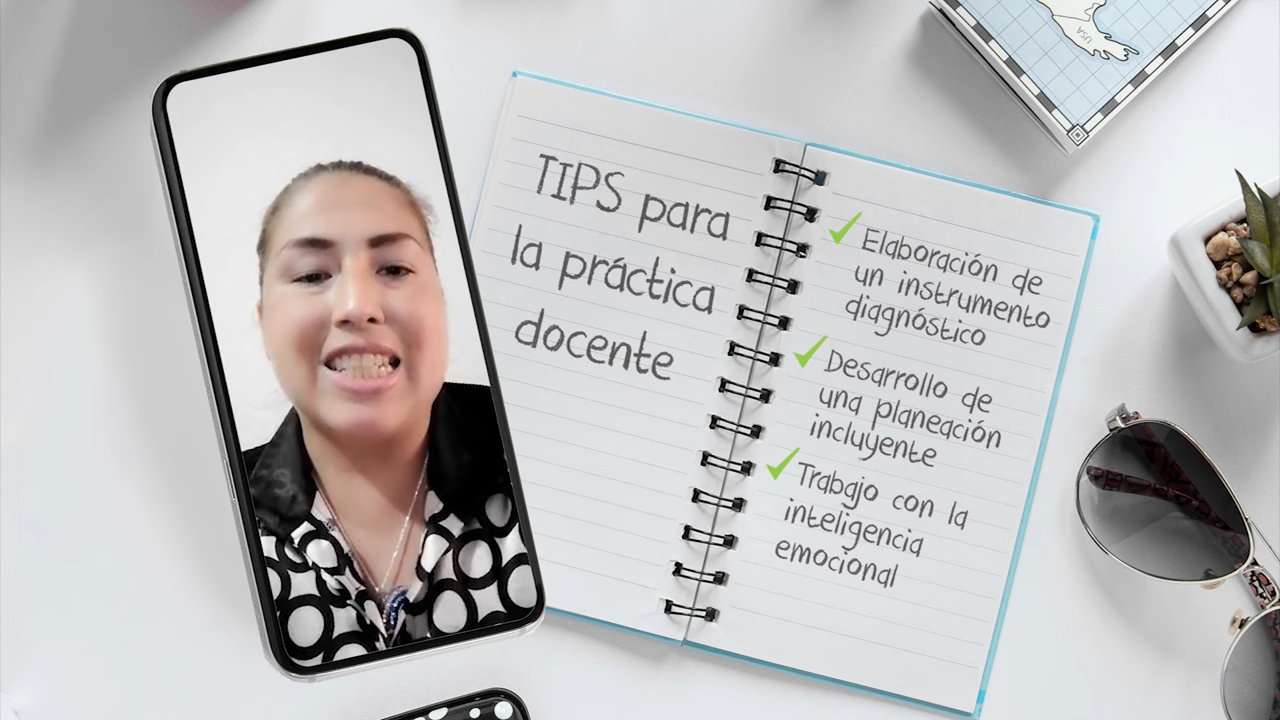 TIPS para
la práctica
docente
Elaboración de
un instrumento
diagnóstico
Desarrollo de
una planeación
incluyente
Trabajo con la
inteligencia
emocional
USA